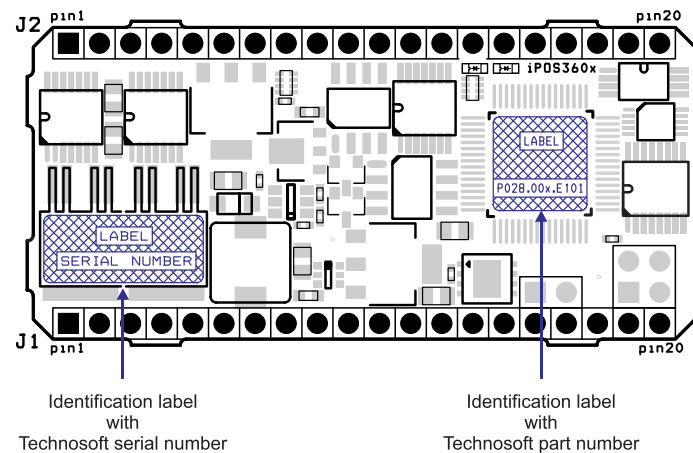 J2 pin1 pin20
iPOS360x
LABEL
P028.00x.E101
LABEL
SERIAL NUMBER
J1 pin1 pin20
Identification label
with
Technosoft serial number
Identification label
with
Technosoft part number